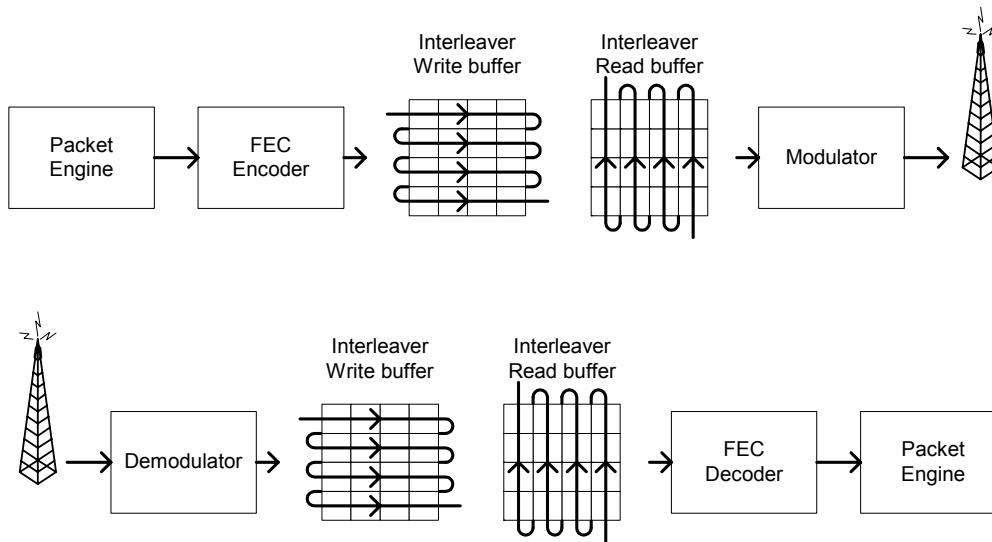 Interleaver
Write buffer
Interleaver
Read buffer
Packet
Engine
FEC
Encoder
Modulator
Interleaver
Write buffer
Interleaver
Read buffer
Demodulator
FEC
Decoder
Packet
Engine